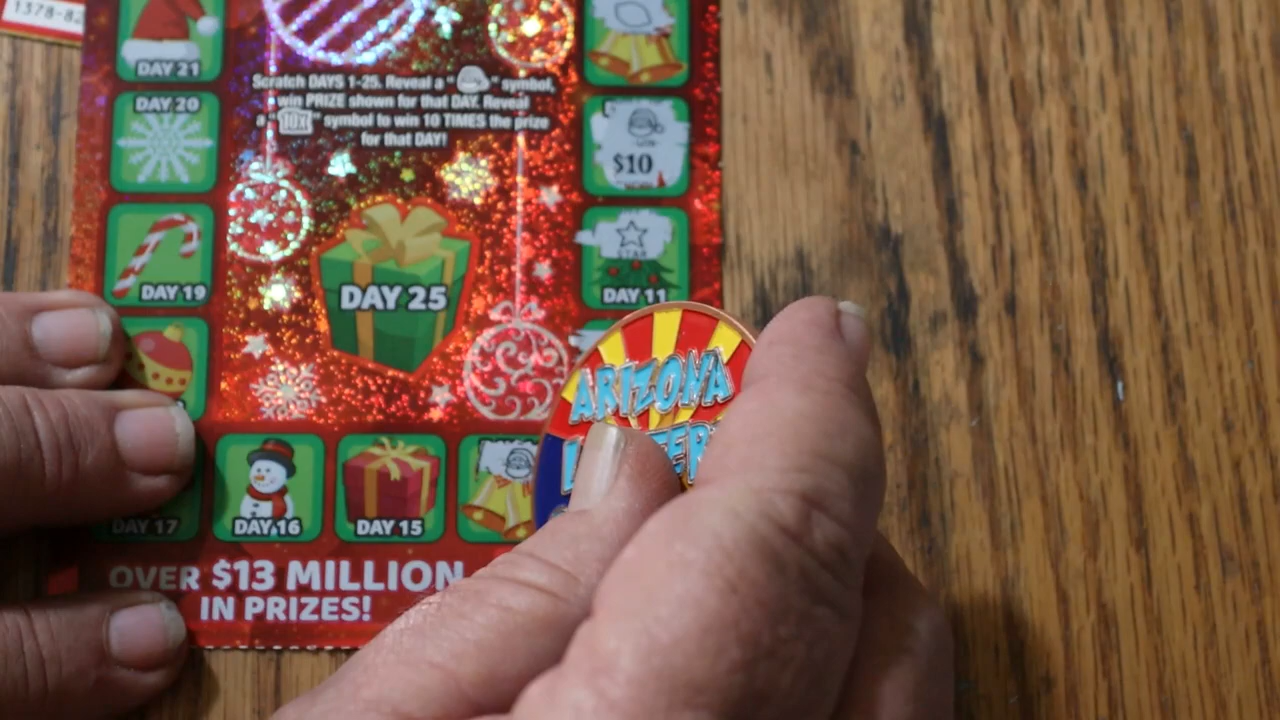 1378-82
DAY 21
Scratch DAYS 1-25. Reveal a " " symbol,
win PRIZE shown for that DAY. Reveal
a "10X" symbol to win 10 TIMES the prize
for that DAY!
DAY 20
$10
DAY 19
DAY 25
STAR
DAY 11
ARIZONA
DAY 17
DAY 16
DAY 15
OVER $13 MILLION
IN PRIZES!